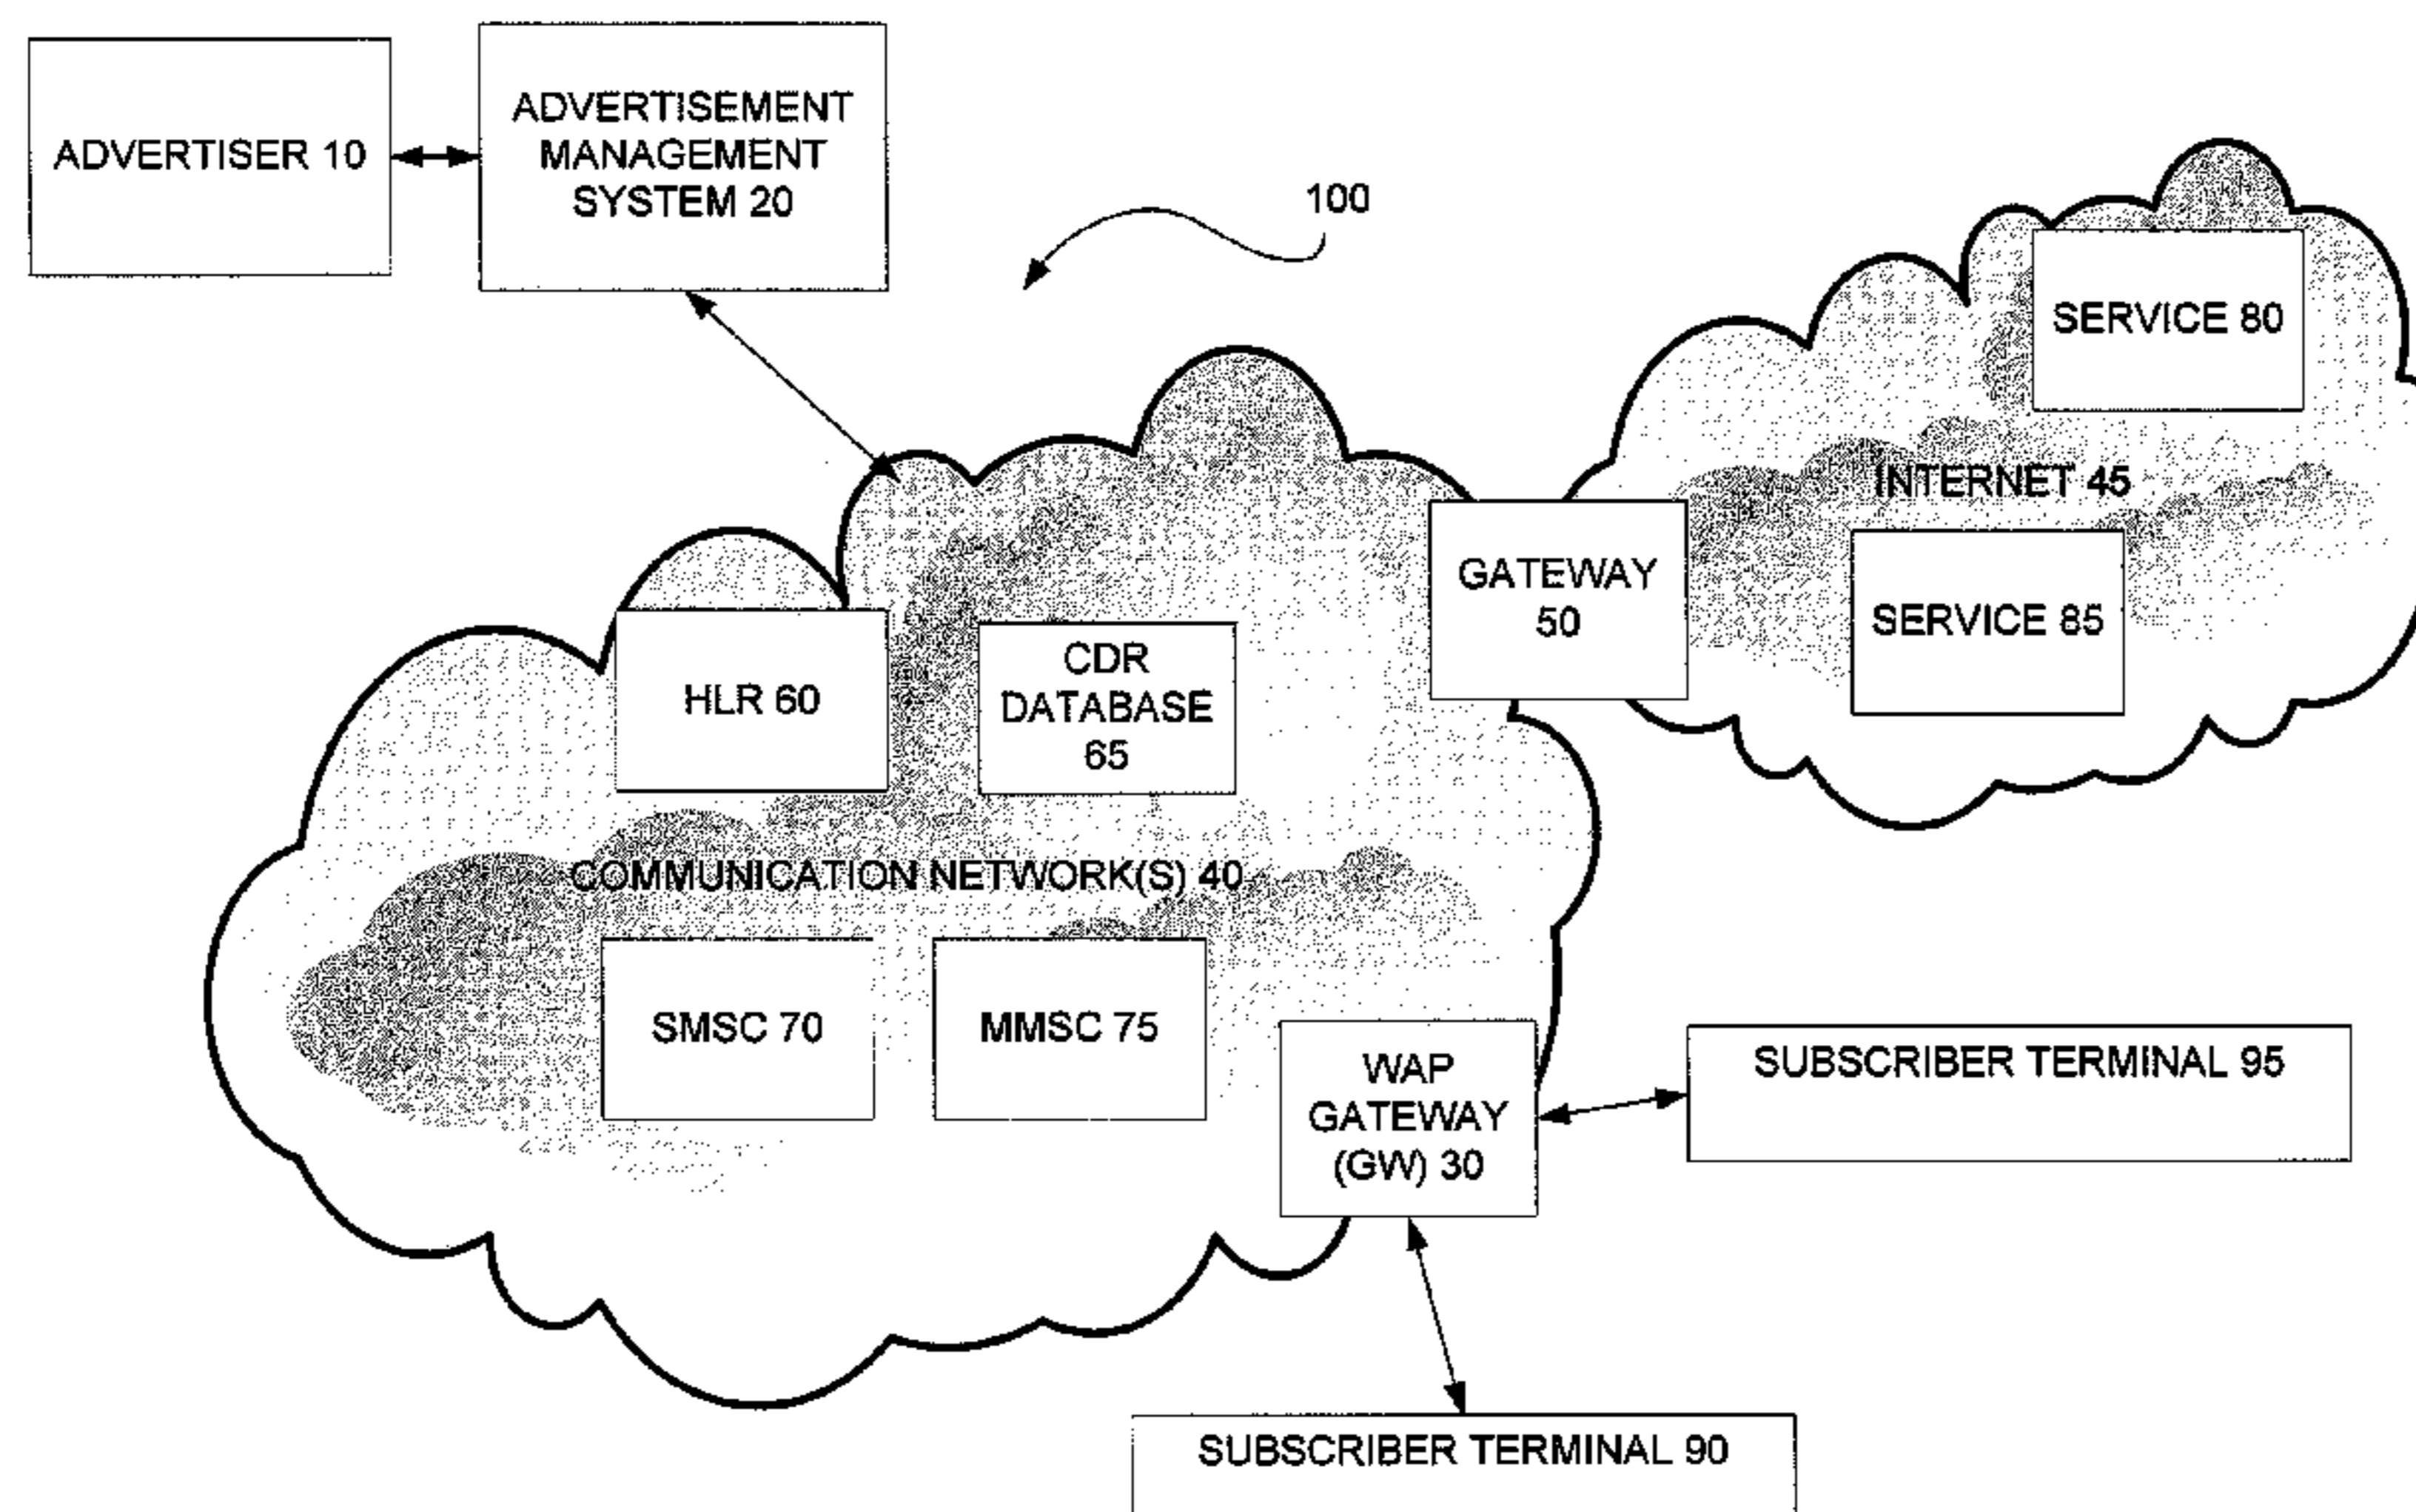 ADVERTISER 10
ADVERTISEMENT
MANAGEMENT
SYSTEM 20
100
SERVICE 80
INTERNET 45
GATEWAY
50
SERVICE 85
HLR 60
CDR
DATABASE
65
COMMUNICATION NETWORK(S) 40
SMSC 70
MMSC 75
WAP
GATEWAY
(GW) 30
SUBSCRIBER TERMINAL 95
SUBSCRIBER TERMINAL 90